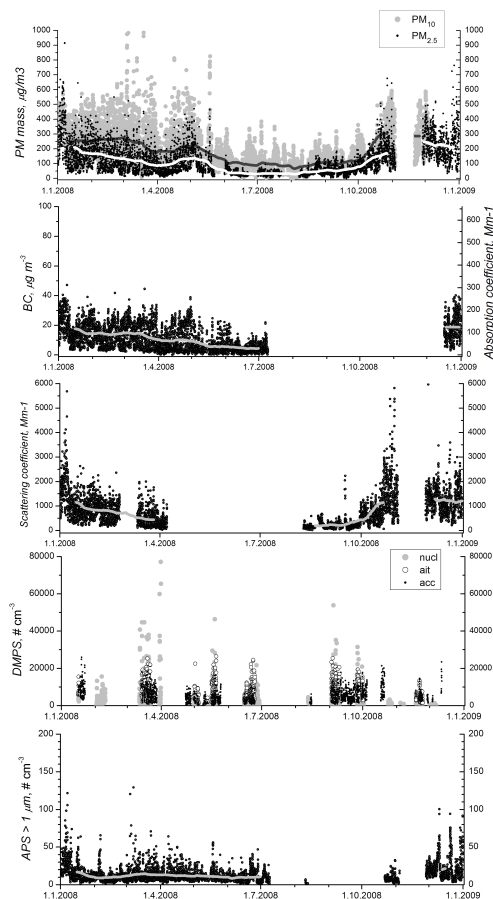 PM10
PM2.5
PM mass, μg/m3
1000 1000
900 900
800 800
700 700
600 600
500 500
400 400
300 300
200 200
100 100
0 0
1.1.2008 1.4.2008 1.7.2008 1.10.2008 1.1.2009
BC, μg m-3
Absorption coefficient, Mm-1
100
80
60
40
20
0
600
500
400
300
200
100
0
1.1.2008 1.4.2008 1.7.2008 1.10.2008 1.1.2009
Scattering coefficient, Mm-1
6000 6000
5000 5000
4000 4000
3000 3000
2000 2000
1000 1000
0 0
1.1.2008 1.4.2008 1.7.2008 1.10.2008 1.1.2009
nucl
ait
acc
DMPS, # cm-3
80000 80000
60000 60000
40000 40000
20000 20000
0 0
1.1.2008 1.4.2008 1.7.2008 1.10.2008 1.1.2009
APS > 1 μm, # cm-3
200 200
150 150
100 100
50 50
0 0
1.1.2008 1.4.2008 1.7.2008 1.10.2008 1.1.2009